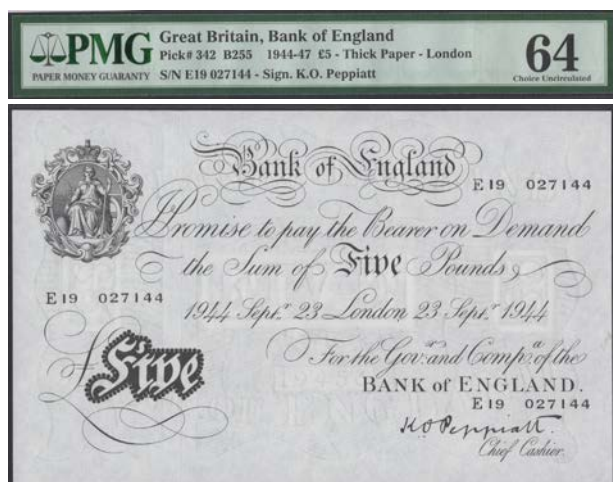 PMG
PAPER MONEY GUARANTY
Great Britain, Bank of England
Pick# 342 B255 1944-47 £5 - Thick Paper - London
S/N E19 027144 - Sign. K.O. Peppiatt
64
Choice Uncirculated
Bank of England
E19 027144
I Promise to pay the Bearer on Demand
the Sum of Five Pounds
E19 027144
1944 Sept.r 23 London 23 Sept.r 1944
£Five
For the Gov.r and Comp.a of the
BANK of ENGLAND.
E19 027144
K O Peppiatt.
Chief Cashier.